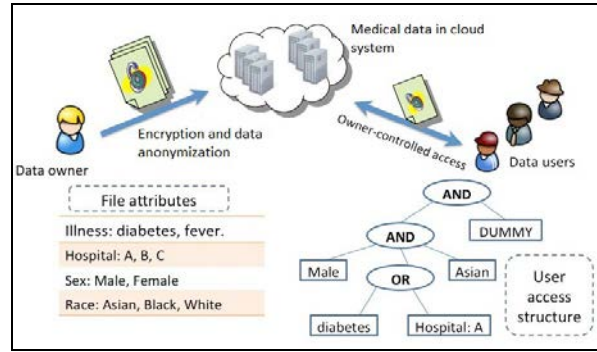 Medical data in cloud
system
Encryption and data
anonymization
Owner-controlled access
Data owner
Data users
File attributes
Illness: diabetes, fever.
Hospital: A, B, C
Sex: Male, Female
Race: Asian, Black, White
AND
DUMMY
AND
Male
OR
Asian
diabetes
Hospital: A
User
access
structure